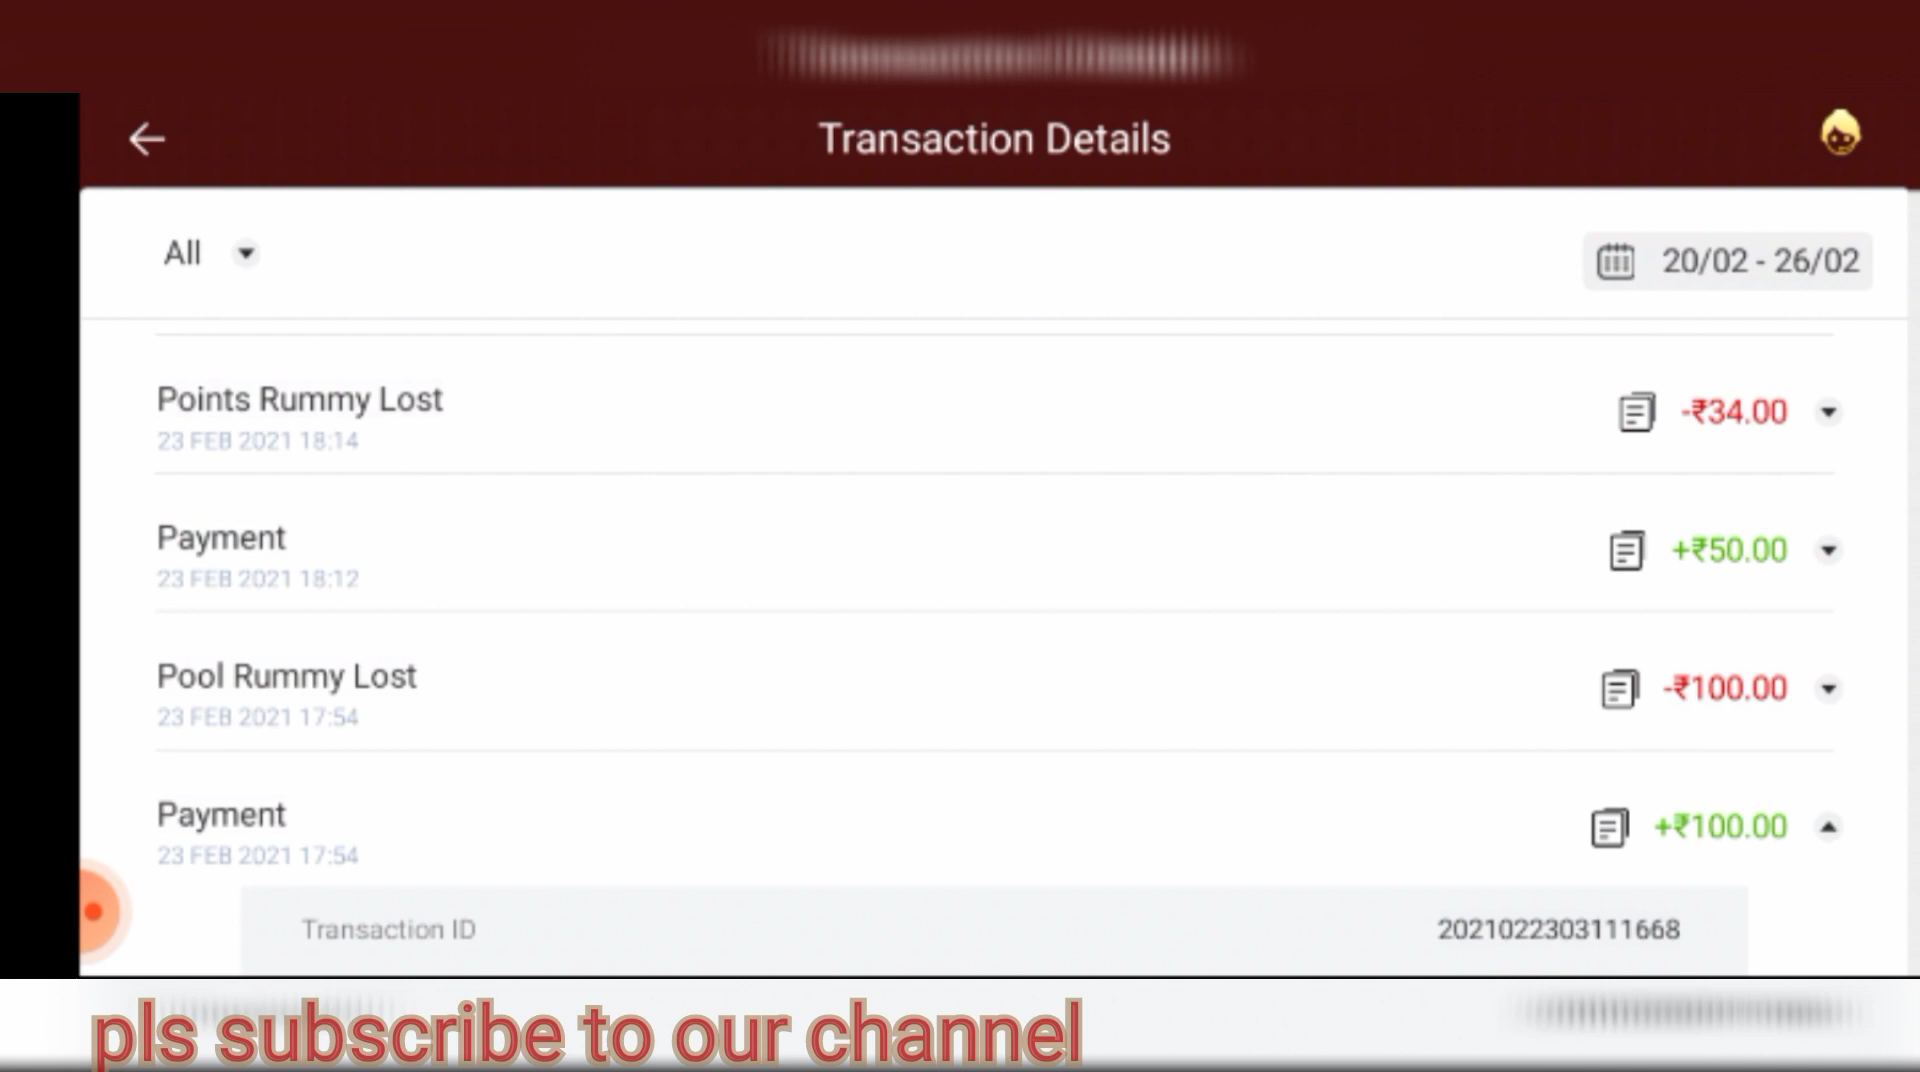 Transaction Details
All
20/02 - 26/02
Points Rummy Lost
-₹34.00
23 FEB 2021 18:14
Payment
+₹50.00
23 FEB 2021 18:12
Pool Rummy Lost
-₹100.00
23 FEB 2021 17:54
Payment
+₹100.00
23 FEB 2021 17:54
Transaction ID
2021022303111668
pls subscribe to our channel